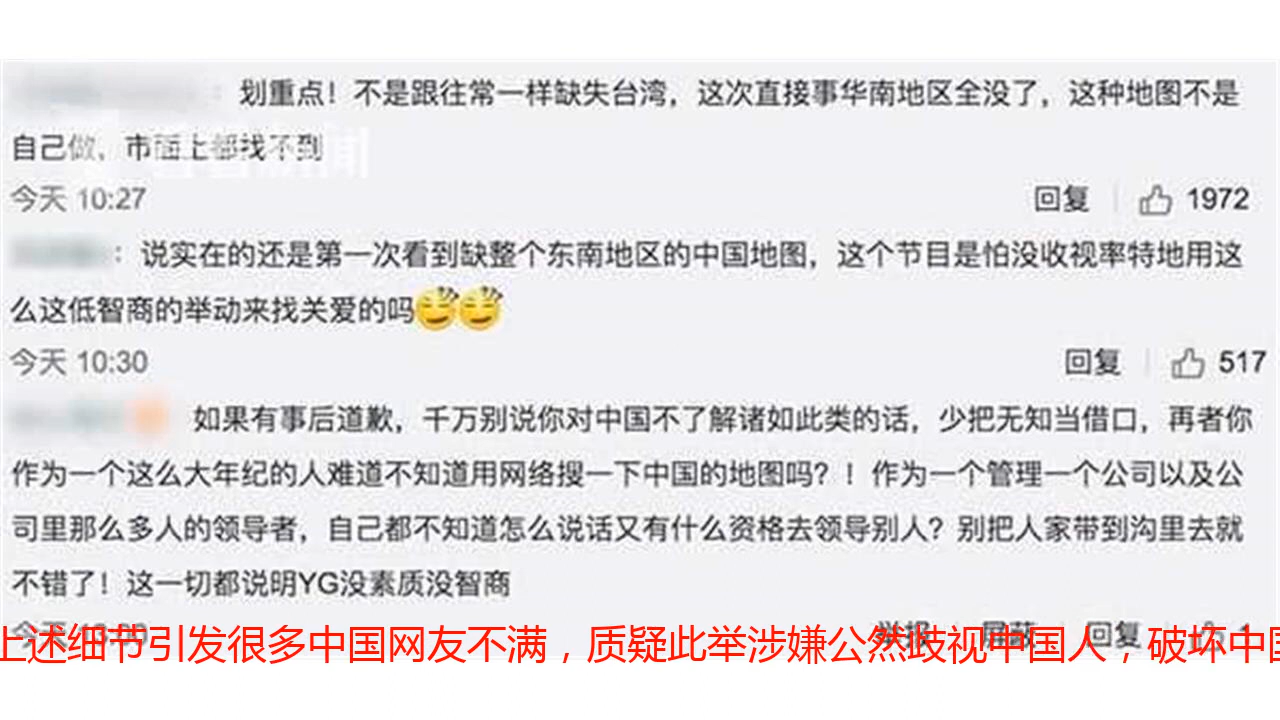 ：划重点！不是跟往常一样缺失台湾，这次直接事华南地区全没了，这种地图不是
自己做，市面上都找不到
今天 10:27
回复 1972
：说实在的还是第一次看到缺整个东南地区的中国地图，这个节目是怕没收视率特地用这
么这低智商的举动来找关爱的吗
今天 10:30
回复 517
如果有事后道歉，千万别说你对中国不了解诸如此类的话，少把无知当借口，再者你
作为一个这么大年纪的人难道不知道用网络搜一下中国的地图吗？！作为一个管理一个公司以及公
司里那么多人的领导者，自己都不知道怎么说话又有什么资格去领导别人？别把人家带到沟里去就
不错了！这一切都说明YG没素质没智商
今天
举报 屏蔽 回复
上述细节引发很多中国网友不满，质疑此举涉嫌公然歧视中国人，破坏中国